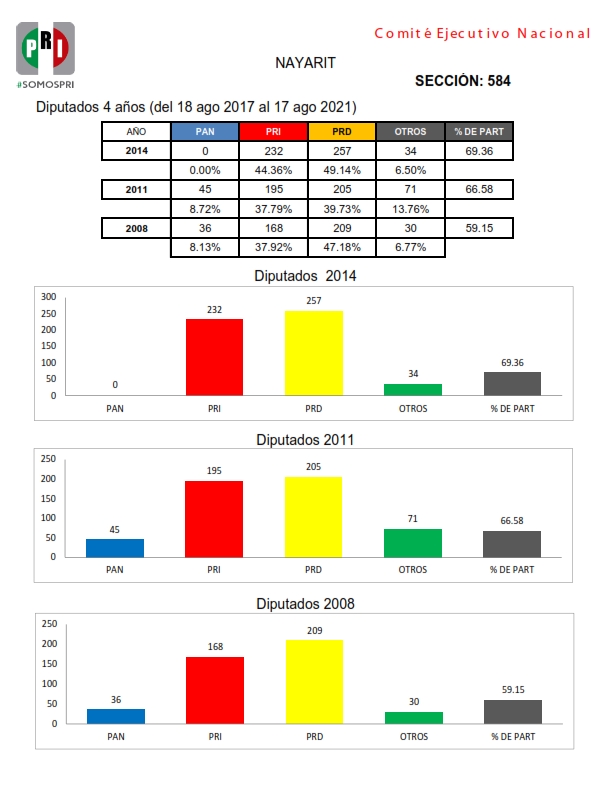 Comité Ejecutivo Nacional
PRI
#SOMOSPRI
NAYARIT
SECCIÓN: 584
Diputados 4 años (del 18 ago 2017 al 17 ago 2021)
AÑO PAN PRI PRD OTROS % DE PART
2014 0 232 257 34 69.36
0.00% 44.36% 49.14% 6.50%
2011 45 195 205 71 66.58
8.72% 37.79% 39.73% 13.76%
2008 36 168 209 30 59.15
8.13% 37.92% 47.18% 6.77%
Diputados 2014
300
250
200
150
100
50
0
0 232 257 34 69.36
PAN PRI PRD OTROS % DE PART
Diputados 2011
250
200
150
100
50
0
45 195 205 71 66.58
PAN PRI PRD OTROS % DE PART
Diputados 2008
250
200
150
100
50
0
36 168 209 30 59.15
PAN PRI PRD OTROS % DE PART